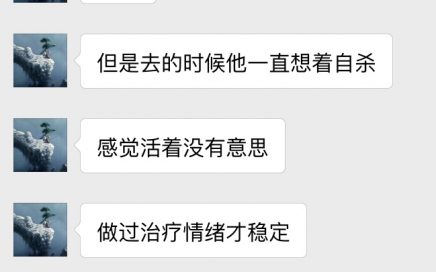 但是去的时候他一直想着自杀
感觉活着没有意思
做过治疗情绪才稳定